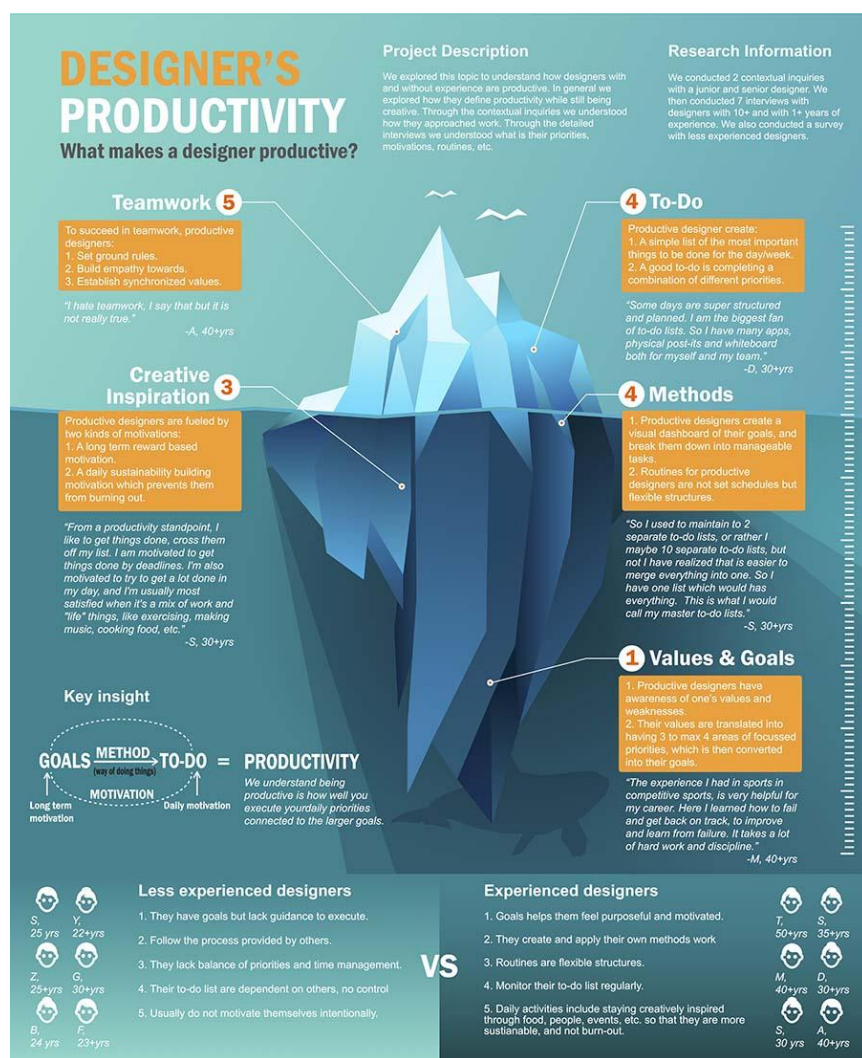 DESIGNER'S
PRODUCTIVITY
What makes a designer productive?
Project Description
We explored this topic to understand how designers with
and without experience are productive. In general we
explored how they define productivity while still being
creative. Through the contextual inquiries we understood
how they approached work. Through the detailed
interviews we understood what is their priorities,
motivations, routines, etc.
Research Information
We conducted 2 contextual inquiries
with a junior and senior designer. We
then conducted 7 interviews with
designers with 10+ and with 1+ years of
experience. We also conducted a survey
with less experienced designers.
Teamwork 5
To succeed in teamwork, productive
designers:
1. Set ground rules.
2. Build empathy towards.
3. Establish synchronized values.
"I hate teamwork, I say that but it is
not really true."
-A, 40+yrs
4 To-Do
Productive designer create:
1. A simple list of the most important
things to be done for the day/week.
2. A good to-do is completing a
combination of different priorities.
"Some days are super structured
and planned. I am the biggest fan
of to-do lists. So I have many apps,
physical post-its and whiteboard
both for myself and my team."
-D, 30+yrs
Creative
Inspiration 3
Productive designers are fueled by
two kinds of motivations:
1. A long term reward based
motivation.
2. A daily sustainability building
motivation which prevents them
from burning out.
"From a productivity standpoint, I
like to get things done, cross them
off my list. I am motivated to get
things done by deadlines. I'm also
motivated to try to get a lot done in
my day, and I'm usually most
satisfied when it's a mix of work and
"life" things, like exercising, making
music, cooking food, etc."
-S, 30+yrs
4 Methods
1. Productive designers create a
visual dashboard of their goals, and
break them down into manageable
tasks.
2. Routines for productive
designers are not set schedules but
flexible structures.
"So I used to maintain to 2
separate to-do lists, or rather I
maybe 10 separate to-do lists, but
not I have realized that is easier to
merge everything into one. So I
have one list which would has
everything. This is what I would
call my master to-do lists."
-S, 30+yrs
1 Values & Goals
1. Productive designers have
awareness of one's values and
weaknesses.
2. Their values are translated into
having 3 to max 4 areas of focussed
priorities, which is then converted
into their goals.
"The experience I had in sports in
competitive sports, is very helpful for
my career. Here I learned how to fail
and get back on track, to improve
and learn from failure. It takes a lot
of hard work and discipline."
-M, 40+yrs
Key insight
GOALS METHOD TO-DO = PRODUCTIVITY
(way of doing things)
MOTIVATION
Long term
motivation
Daily motivation
We understand being
productive is how well you
execute yourdaily priorities
connected to the larger goals.
Less experienced designers
1. They have goals but lack guidance to execute.
2. Follow the process provided by others.
3. They lack balance of priorities and time management.
4. Their to-do list are dependent on others, no control
5. Usually do not motivate themselves intentionally.
S,
25 yrs
Y,
22+yrs
Z,
25+yrs
G,
30+yrs
B,
24 yrs
F,
23+yrs
VS
Experienced designers
1. Goals helps them feel purposeful and motivated.
2. They create and apply their own methods work
3. Routines are flexible structures.
4. Monitor their to-do list regularly.
5. Daily activities include staying creatively inspired
through food, people, events, etc. so that they are more
sustianable, and not burn-out.
T,
50+yrs
S,
35+yrs
M,
40+yrs
D,
30+yrs
S,
30 yrs
A,
40+yrs